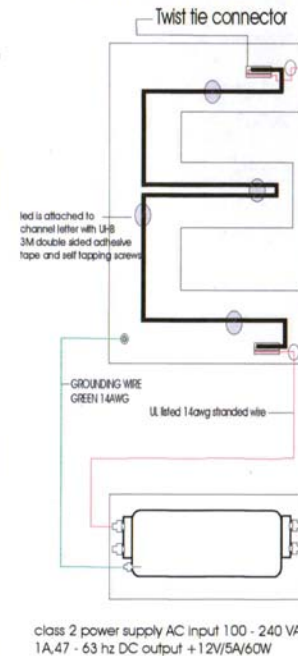 Twist tie connector
led is attached to
channel letter with UHB
3M double sided adhesive
tape and self tapping screws
GROUNDING WIRE
GREEN 14AWG
UL listed 14awg stranded wire
class 2 power supply AC input 100 - 240 VA
1A,47 - 63 hz DC output +12V/5A/60W